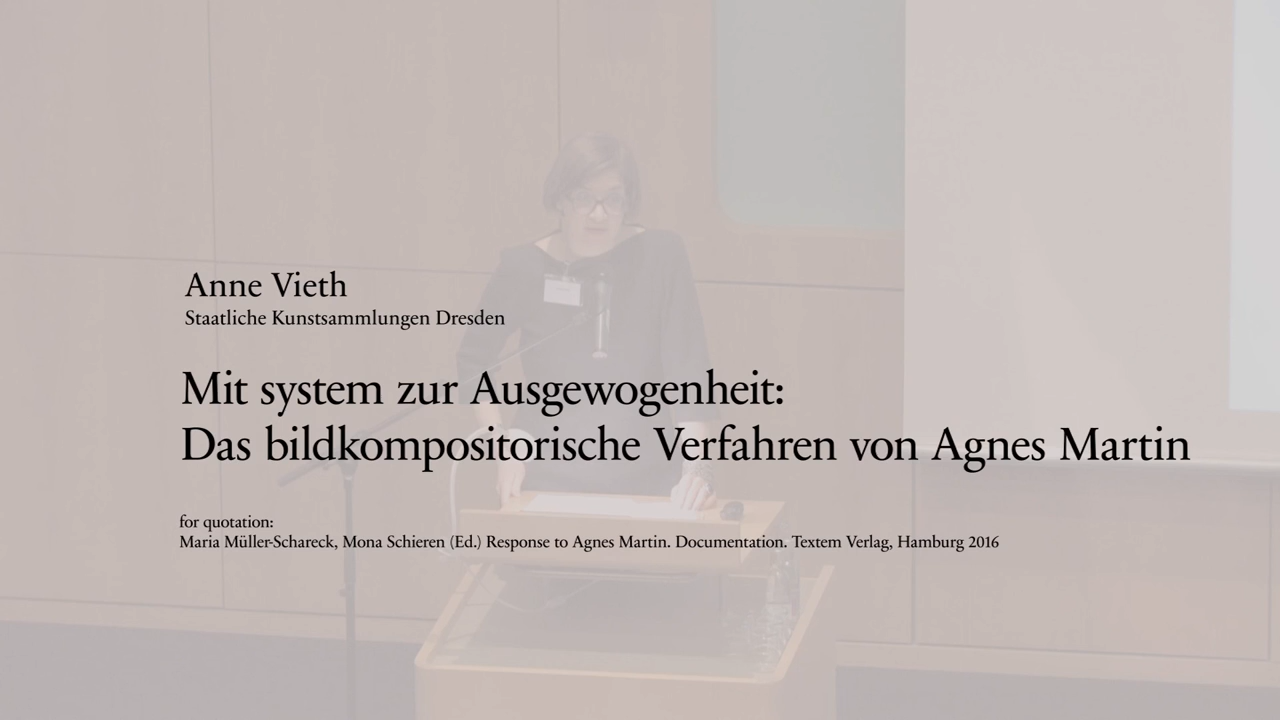 Anne Vieth
Staatliche Kunstsammlungen Dresden
Mit system zur Ausgewogenheit:
Das bildkompositorische Verfahren von Agnes Martin
for quotation:
Maria Müller-Schareck, Mona Schieren (Ed.) Response to Agnes Martin. Documentation. Textem Verlag, Hamburg 2016